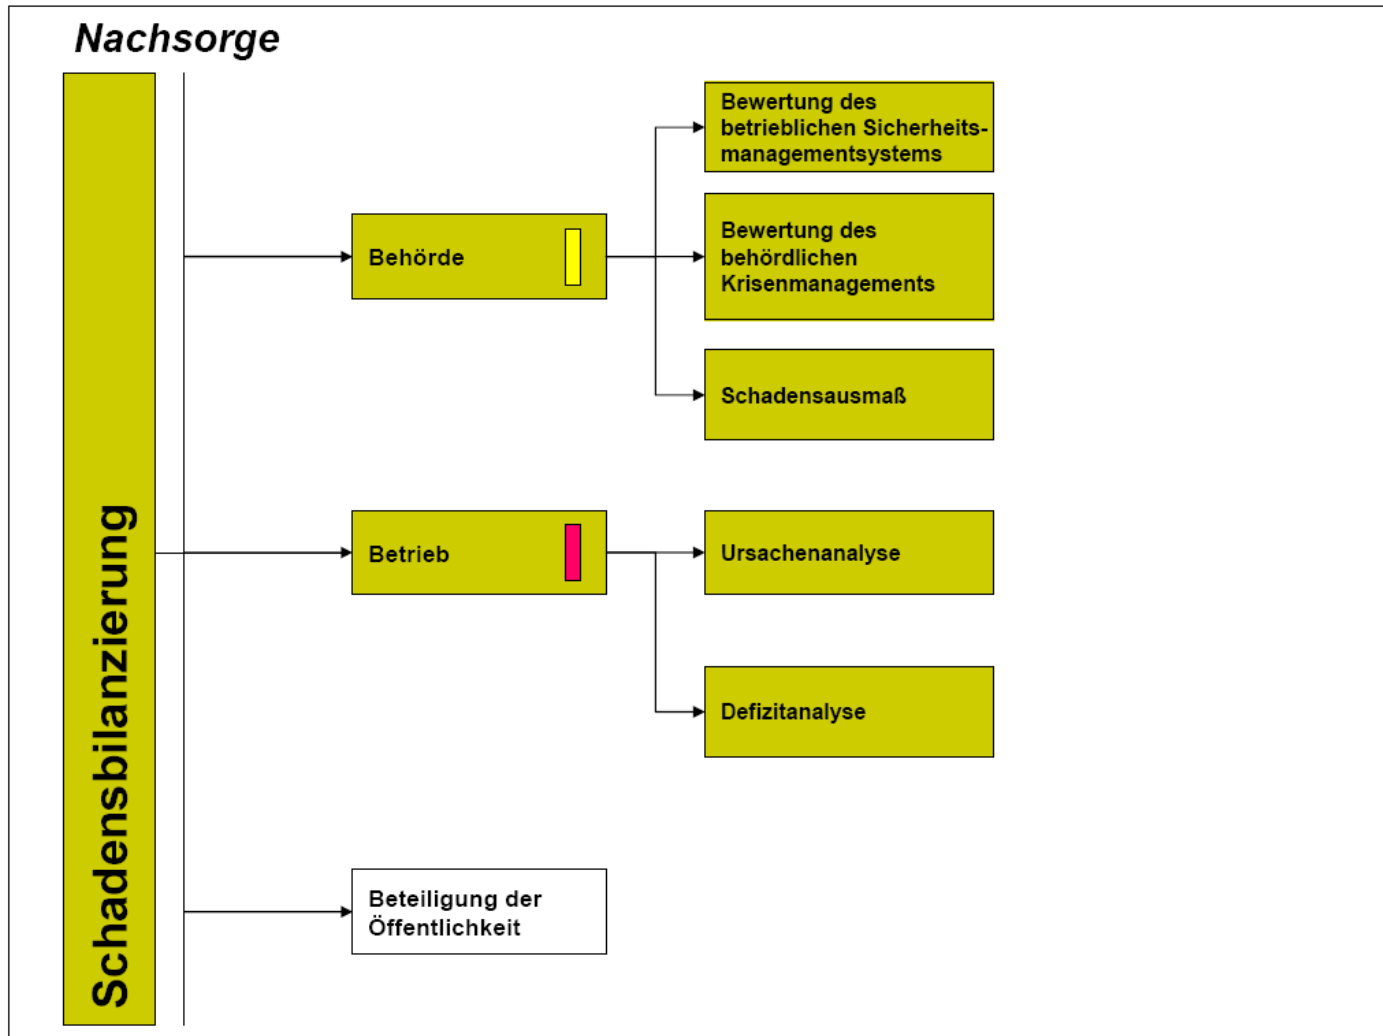 Nachsorge
Schadensbilanzierung
Behörde
Bewertung des
betrieblichen Sicherheits-
managementsystems
Bewertung des
behördlichen
Krisenmanagements
Schadensausmaß
Betrieb
Ursachenanalyse
Defizitanalyse
Beteiligung der
Öffentlichkeit